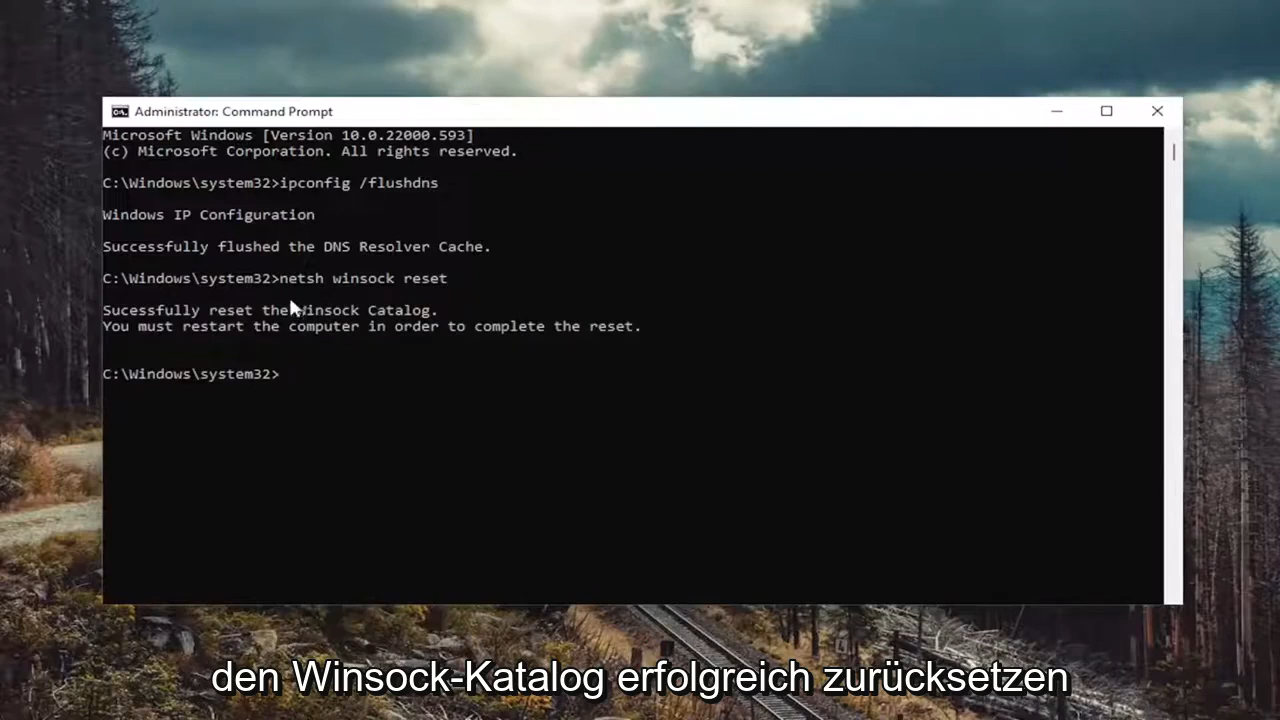 Administrator: Command Prompt
Microsoft Windows [Version 10.0.22000.593]
(c) Microsoft Corporation. All rights reserved.
C:\Windows\system32>ipconfig /flushdns
Windows IP Configuration
Successfully flushed the DNS Resolver Cache.
C:\Windows\system32>netsh winsock reset
Sucessfully reset the Winsock Catalog.
You must restart the computer in order to complete the reset.
C:\Windows\system32>
den Winsock-Katalog erfolgreich zurücksetzen